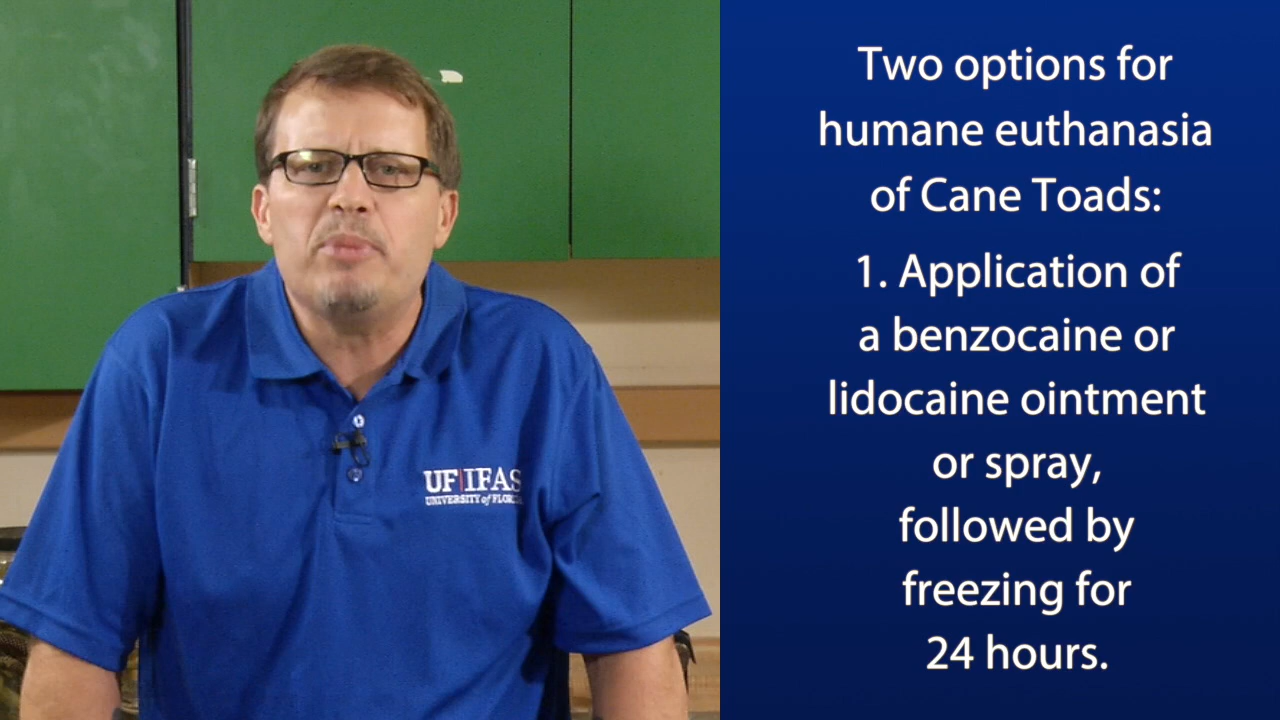 Two options for
humane euthanasia
of Cane Toads:
1. Application of
a benzocaine or
lidocaine ointment
or spray,
followed by
freezing for
24 hours.
UF|IFAS
UNIVERSITY of FLORIDA